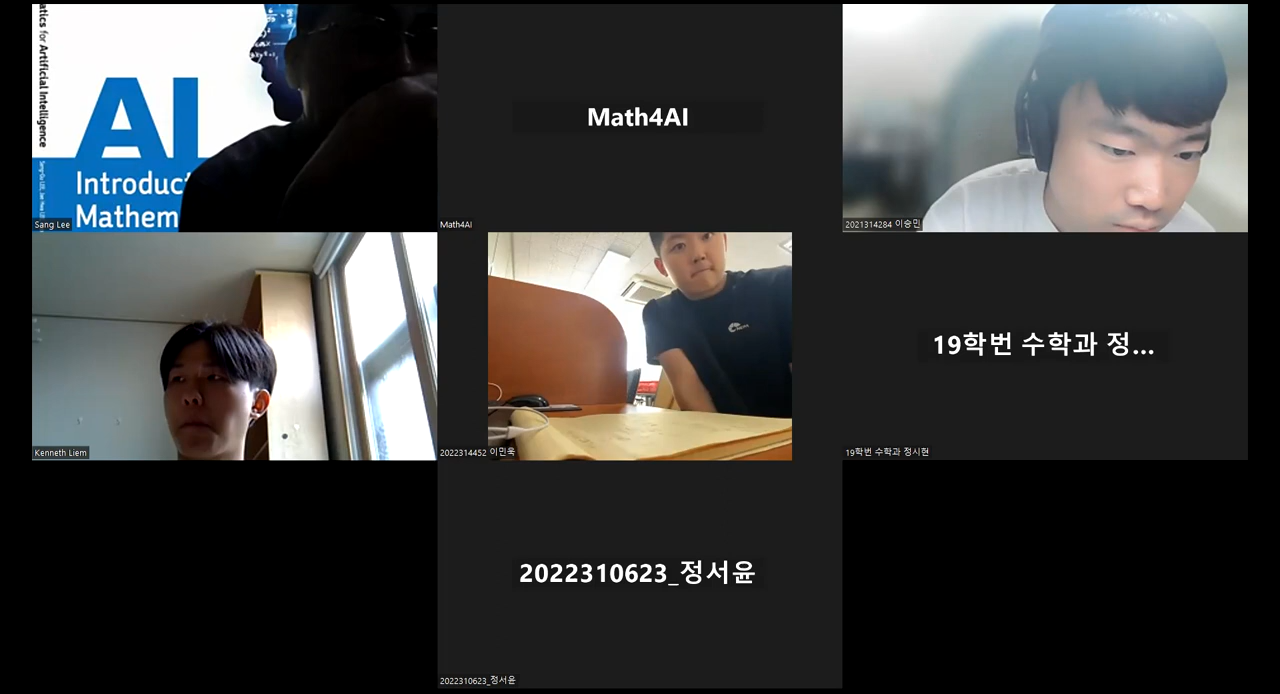 atics for Artificial Intelligence
AI
Introduct
Mathem
Sang Lee
Math4AI
Math4AI
2021314284 이승민
Kenneth Liem
2022314452 이민욱
19학번 수학과 정...
19학번 수학과 정시현
2022310623_정서윤
2022310623_정서윤